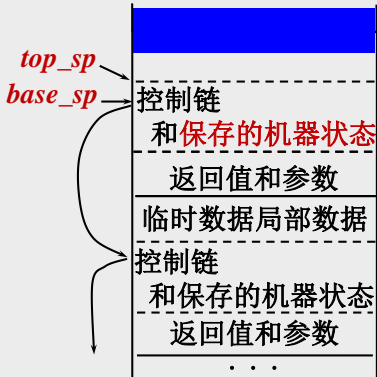 top_sp
base_sp
控制链
和保存的机器状态
返回值和参数
临时数据局部数据
控制链
和保存的机器状态
返回值和参数
. . .